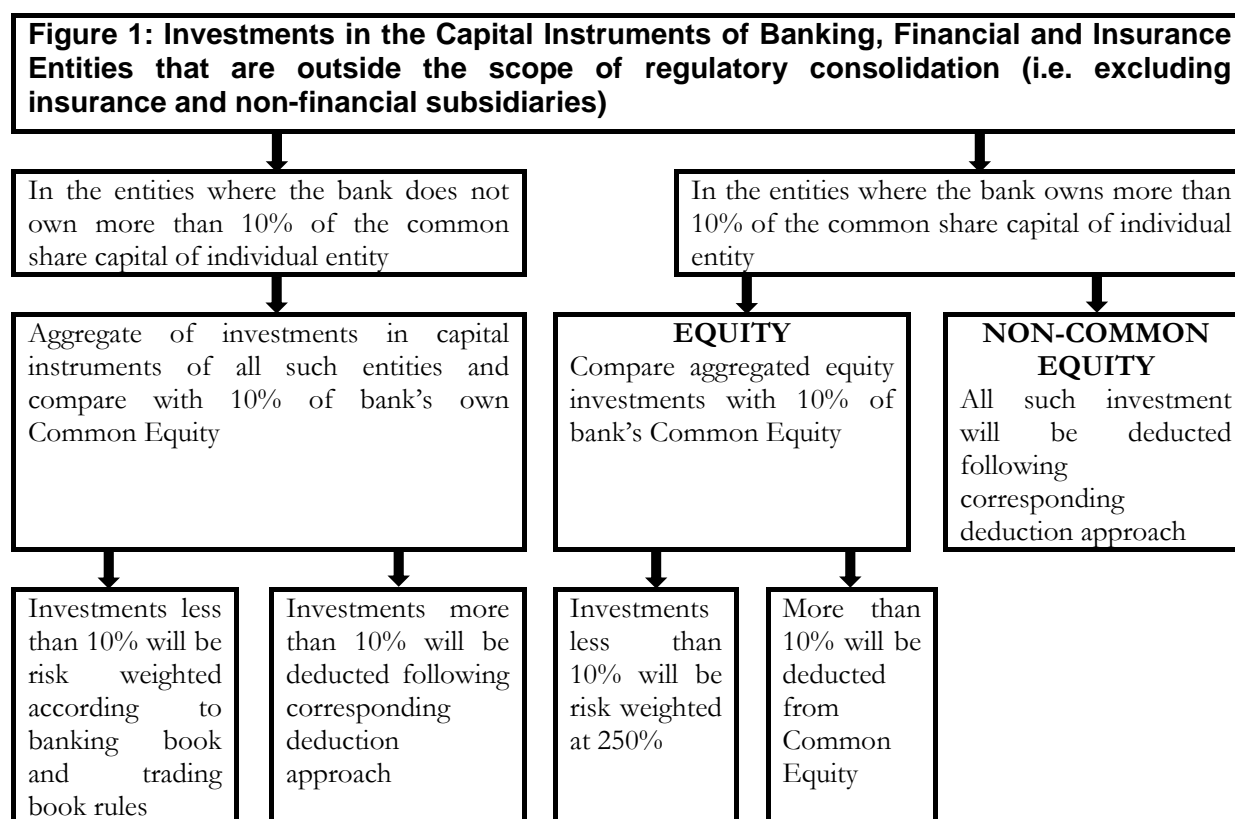 Figure 1: Investments in the Capital Instruments of Banking, Financial and Insurance
Entities that are outside the scope of regulatory consolidation (i.e. excluding
insurance and non-financial subsidiaries)
In the entities where the bank does not
own more than 10% of the common
share capital of individual entity
In the entities where the bank owns more than
10% of the common share capital of individual
entity
Aggregate of investments in capital
instruments of all such entities and
compare with 10% of bank’s own
Common Equity
EQUITY
Compare aggregated equity
investments with 10% of
bank’s Common Equity
NON-COMMON
EQUITY
All such investment
will be deducted
following
corresponding
deduction approach
Investments less
than 10% will be
risk weighted
according to
banking book
and trading
book rules
Investments more
than 10% will be
deducted following
corresponding
deduction
approach
Investments
less than
10% will be
risk weighted
at 250%
More than
10% will be
deducted
from
Common
Equity